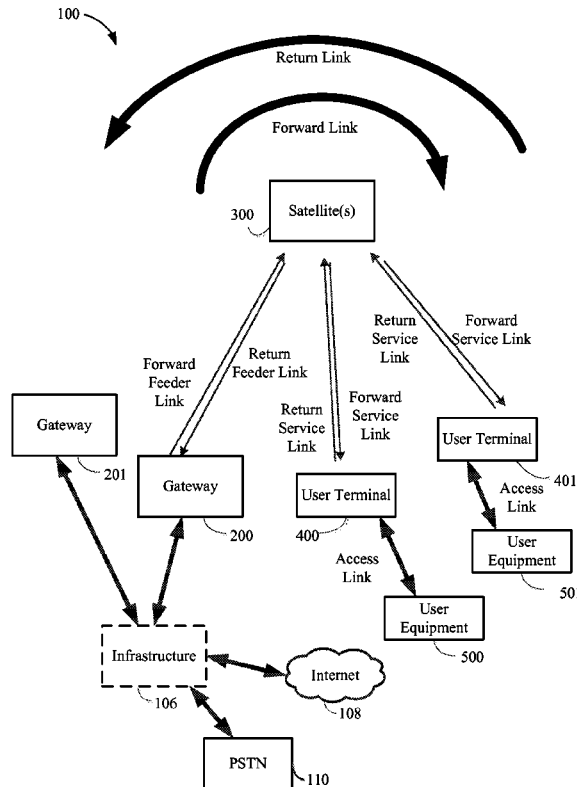 100
Return Link
Forward Link
300
Satellite(s)
Forward
Feeder
Link
Return
Feeder Link
Return
Service
Link
Forward
Service Link
Return
Service
Link
Forward
Service
Link
Gateway
201
Gateway
200
User Terminal
400
User Terminal
401
Access
Link
Access
Link
User
Equipment
500
User
Equipment
501
Infrastructure
106
Internet
108
PSTN
110